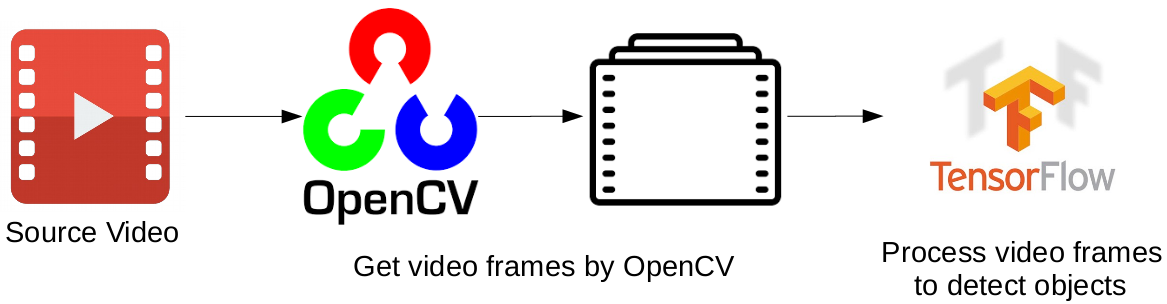 OpenCV
TensorFlow
Source Video
Get video frames by OpenCV
Process video frames
to detect objects